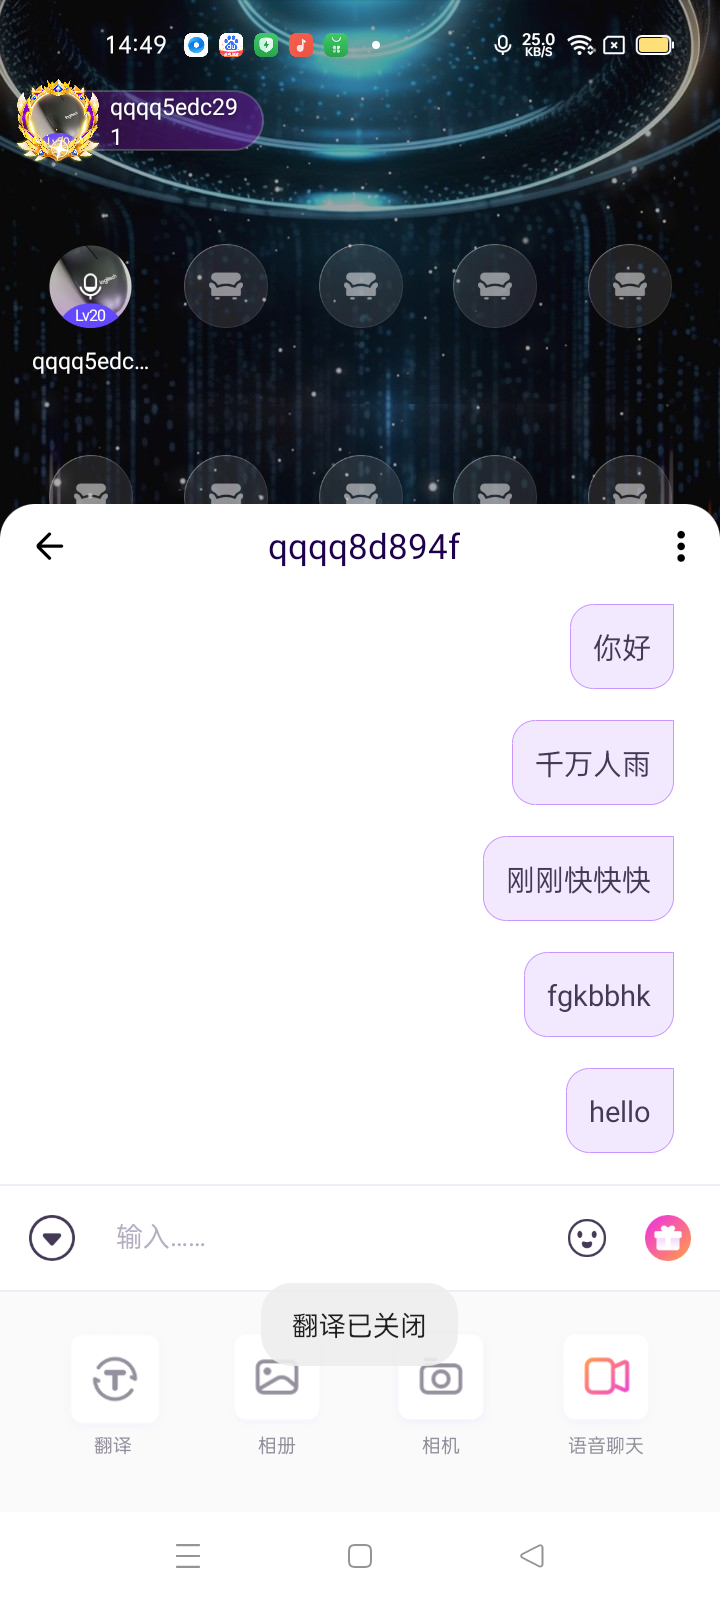 14:49
25.0
KB/S
qqqq5edc29
1
Lv20
qqqq5edc...
qqqq8d894f
你好
千万人雨
刚刚快快快
fgkbbhk
hello
输入......
翻译已关闭
翻译
相册
相机
语音聊天